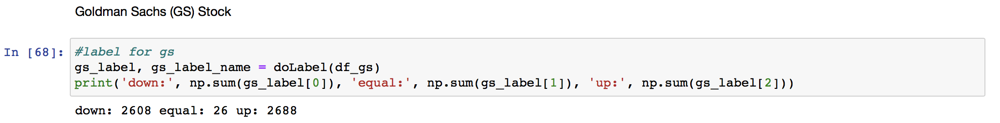 Goldman Sachs (GS) Stock
In [68]: #label for gs
gs_label, gs_label_name = doLabel(df_gs)
print('down:', np.sum(gs_label[0]), 'equal:', np.sum(gs_label[1]), 'up:', np.sum(gs_label[2]))
down: 2608 equal: 26 up: 2688